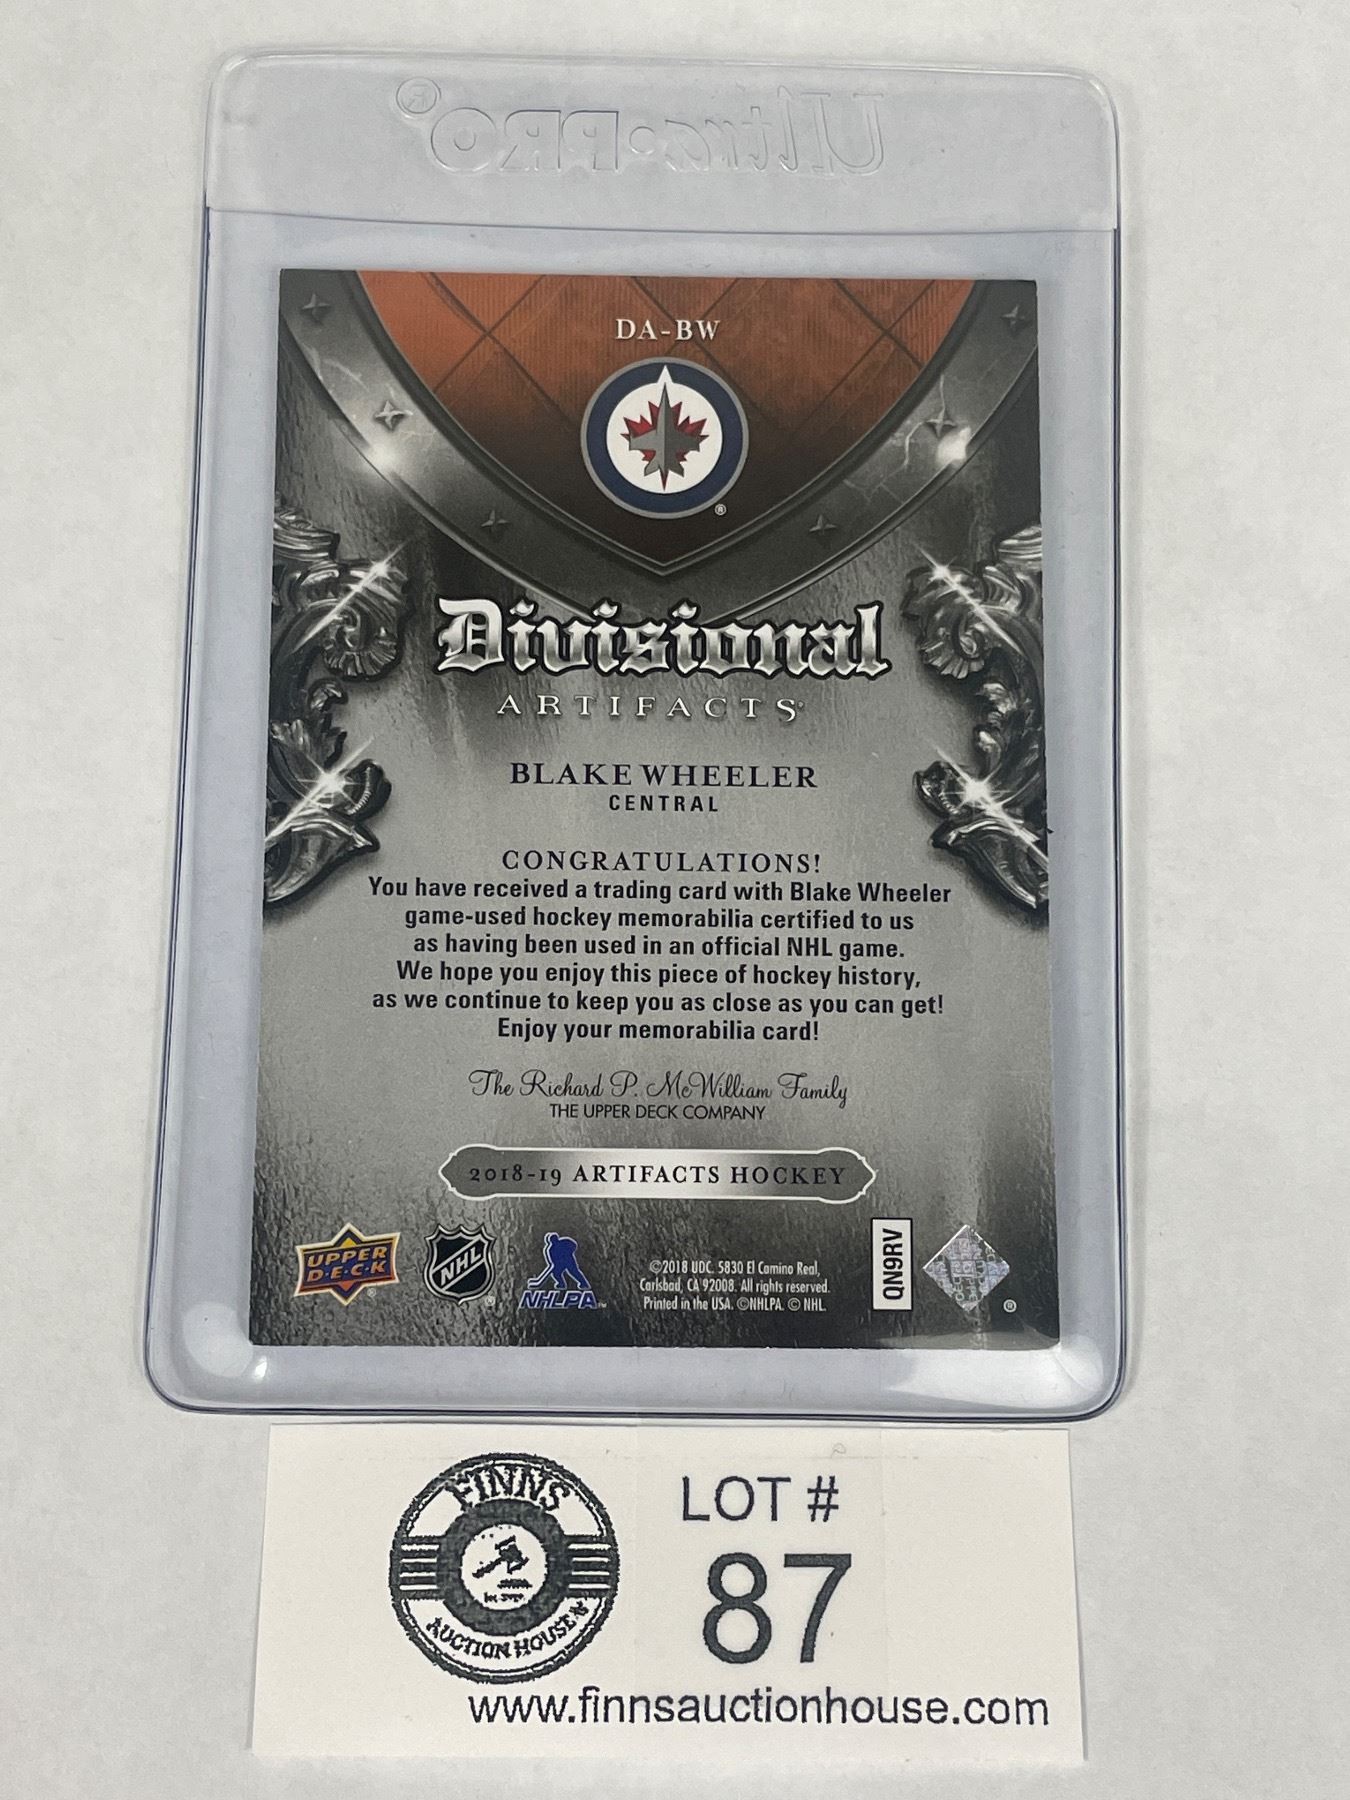 Ultra·PRO®
DA-BW
®
Divisional
ARTIFACTS®
BLAKE WHEELER
CENTRAL
CONGRATULATIONS!
You have received a trading card with Blake Wheeler
game-used hockey memorabilia certified to us
as having been used in an official NHL game.
We hope you enjoy this piece of hockey history,
as we continue to keep you as close as you can get!
Enjoy your memorabilia card!
The Richard P. McWilliam Family
THE UPPER DECK COMPANY
2018-19 ARTIFACTS HOCKEY
UPPER
D·E·C·K
®
NHL
®
NHLPA™
©2018 UDC. 5830 El Camino Real,
Carlsbad, CA 92008. All rights reserved.
Printed in the USA. ©NHLPA. © NHL.
QN9RV
®
FINNS
AUCTION HOUSE
LOT #
87
www.finnsauctionhouse.com